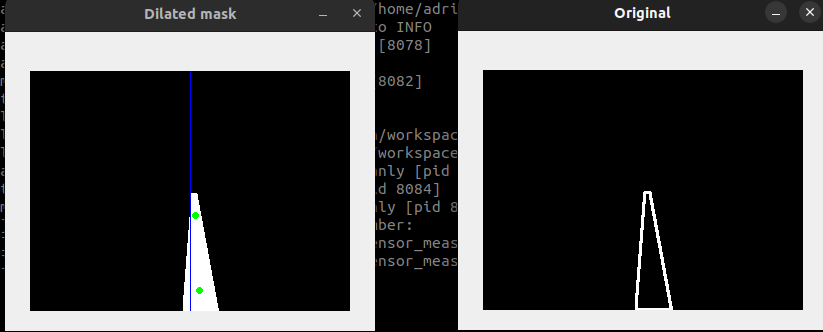 Dilated mask
Original
/home/adri
to INFO
[8078]
8082]
/workspac
/workspace
nly [pid
d 8084]
ly [pid 8
mber:
ensor_meas
ensor_meas